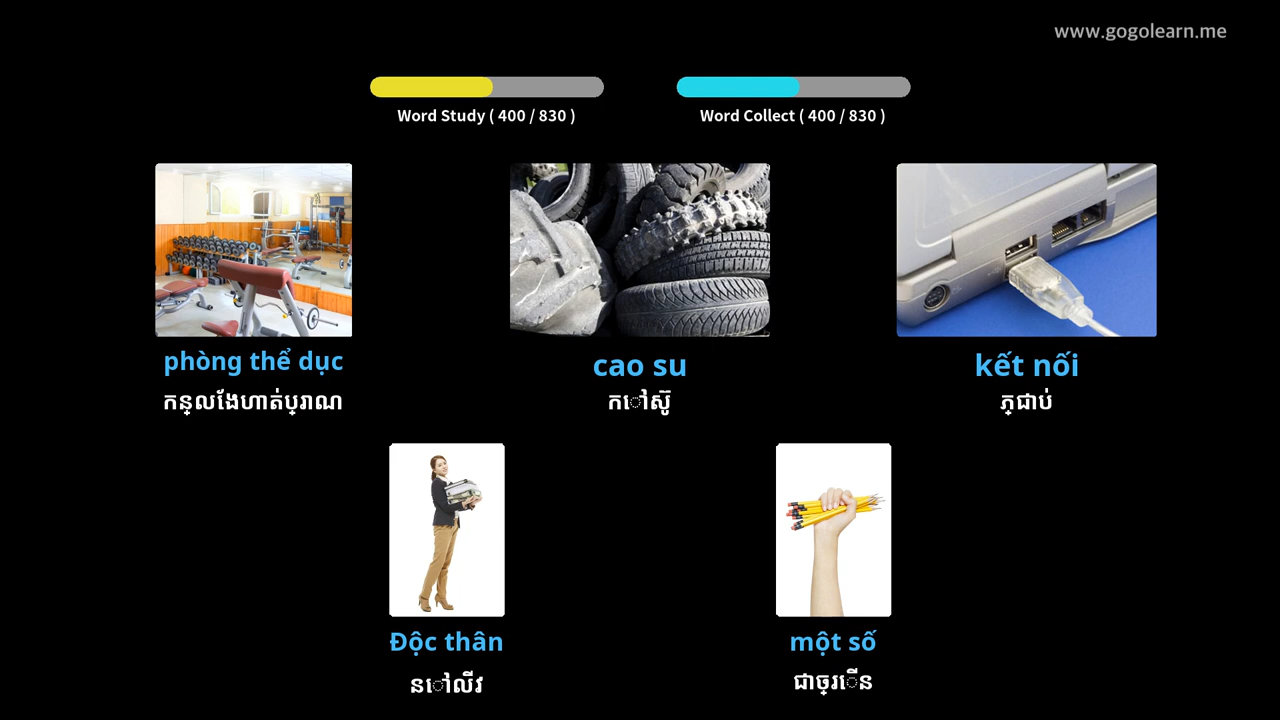 www.gogolearn.me
Word Study ( 400 / 830 )
Word Collect ( 400 / 830 )
phòng thể dục
កន្លែងហាត់ប្រាណ
cao su
កៅស៊ូ
kết nối
ភ្ជាប់
Độc thân
នៅលីវ
một số
ជាច្រើន